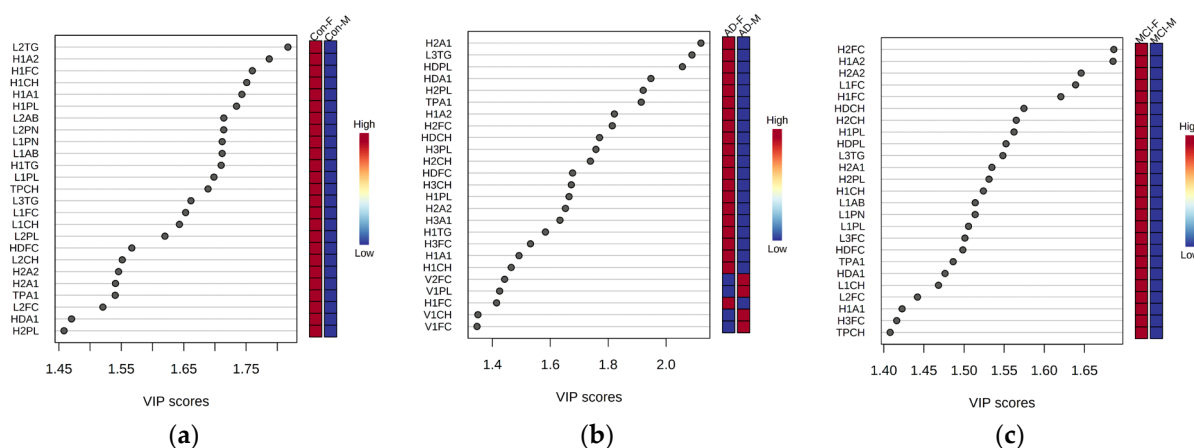 Con-F
Con-M
L2TG
H1A2
H1FC
H1CH
H1A1
H1PL
L2AB
L2PN
L1PN
L1AB
H1TG
L1PL
TPCH
L3TG
L1FC
L1CH
L2PL
HDFC
L2CH
H2A2
H2A1
TPA1
L2FC
HDA1
H2PL
High
Low
1.45 1.55 1.65 1.75
VIP scores
(a)
AD-F
AD-M
H2A1
L3TG
HDPL
HDA1
H2PL
TPA1
H1A2
H2FC
HDCH
H3PL
H2CH
HDFC
H3CH
H1PL
H2A2
H3A1
H1TG
H3FC
H1A1
H1CH
V2FC
V1PL
H1FC
V1CH
V1FC
High
Low
1.4 1.6 1.8 2.0
VIP scores
(b)
MCI-F
MCI-M
H2FC
H1A2
H2A2
L1FC
H1FC
HDCH
H2CH
H1PL
HDPL
L3TG
H2A1
H2PL
H1CH
L1AB
L1PN
L1PL
L3FC
HDFC
TPA1
HDA1
L1CH
L2FC
H1A1
H3FC
TPCH
Low
1.40 1.45 1.50 1.55 1.60 1.65
VIP scores
(c)